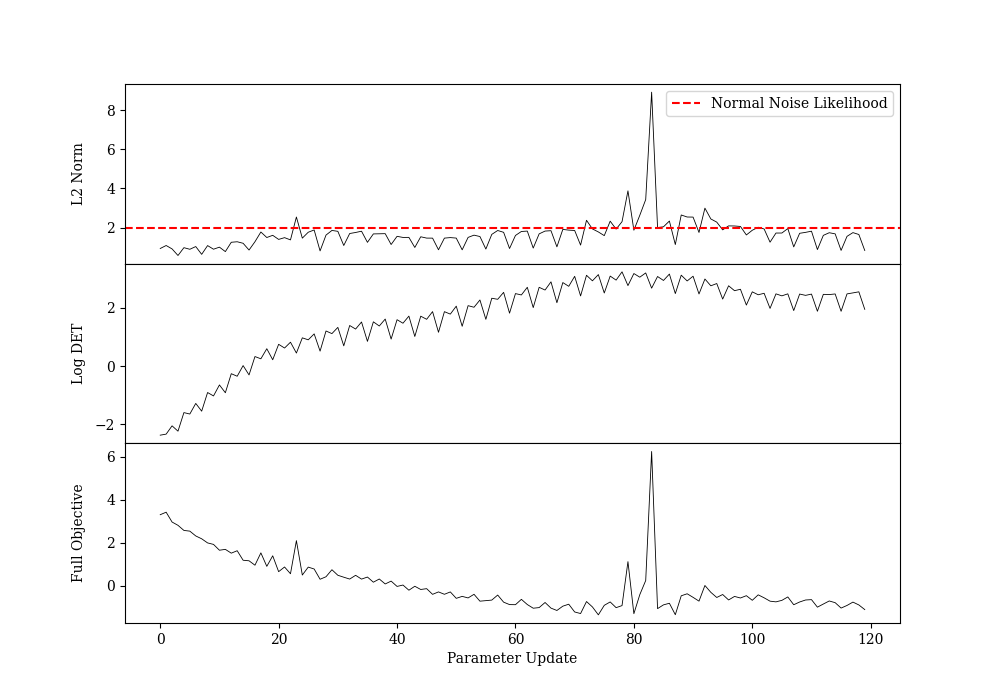 8
6
4
2
L2 Norm
Normal Noise Likelihood
2
0
−2
Log DET
6
4
2
0
Full Objective
0 20 40 60 80 100 120
Parameter Update